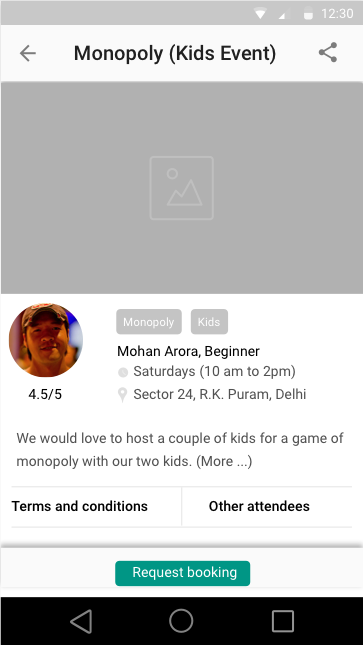 12:30
Monopoly (Kids Event)
Monopoly Kids
Mohan Arora, Beginner
Saturdays (10 am to 2pm)
4.5/5
Sector 24, R.K. Puram, Delhi
We would love to host a couple of kids for a game of
monopoly with our two kids. (More ...)
Terms and conditions Other attendees
Request booking